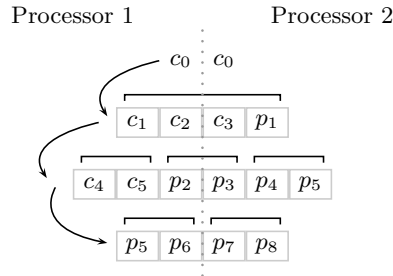 Processor 1 Processor 2
c₀ c₀
c₁ c₂ c₃ p₁
c₄ c₅ p₂ p₃ p₄ p₅
p₅ p₆ p₇ p₈